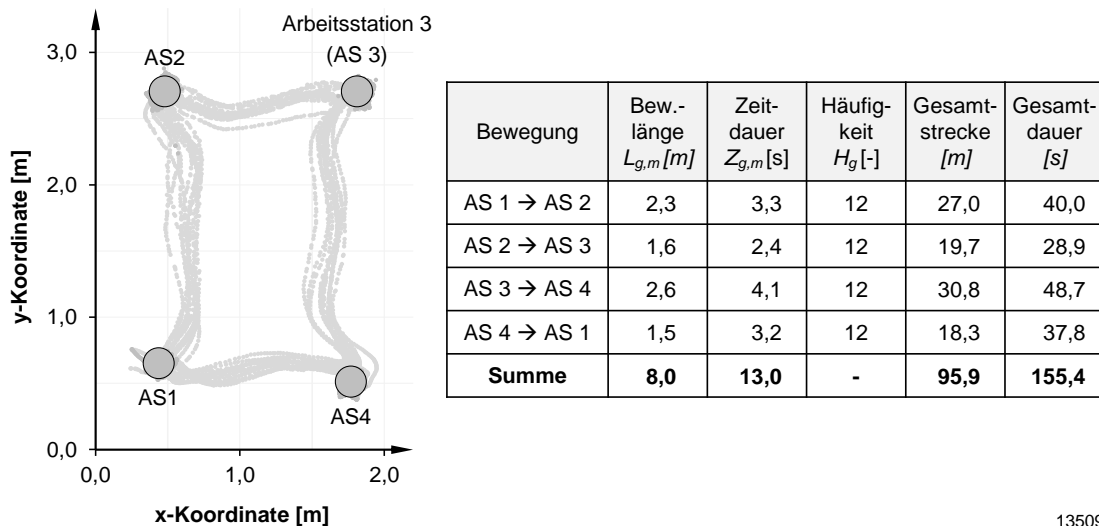 Arbeitsstation 3
(AS 3)
AS2
3,0
2,0
1,0
0,0
y-Koordinate [m]
AS1
AS4
0,0 1,0 2,0
x-Koordinate [m]
Bewegung Bew.-länge L_g,m [m] Zeit-dauer Z_g,m [s] Häufig-keit H_g [-] Gesamt-strecke [m] Gesamt-dauer [s]
AS 1 → AS 2 2,3 3,3 12 27,0 40,0
AS 2 → AS 3 1,6 2,4 12 19,7 28,9
AS 3 → AS 4 2,6 4,1 12 30,8 48,7
AS 4 → AS 1 1,5 3,2 12 18,3 37,8
Summe 8,0 13,0 - 95,9 155,4
13509